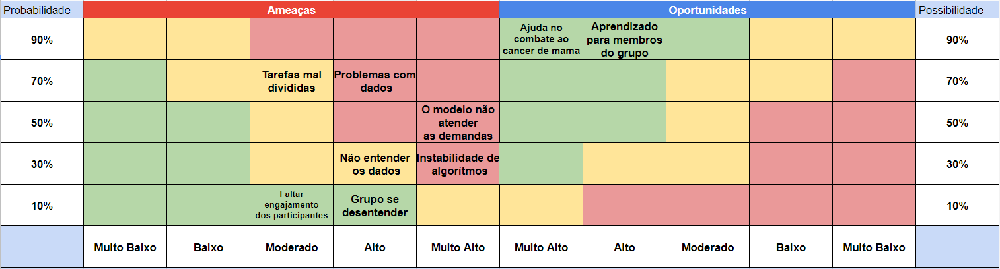 Probabilidade Ameaças Oportunidades Possibilidade
90% Ajuda no combate ao cancer de mama Aprendizado para membros do grupo 90%
70% Tarefas mal divididas Problemas com dados 70%
50% O modelo não atender as demandas 50%
30% Não entender os dados Instabilidade de algorítmos 30%
10% Faltar engajamento dos participantes Grupo se desentender 10%
Muito Baixo Baixo Moderado Alto Muito Alto Muito Alto Alto Moderado Baixo Muito Baixo